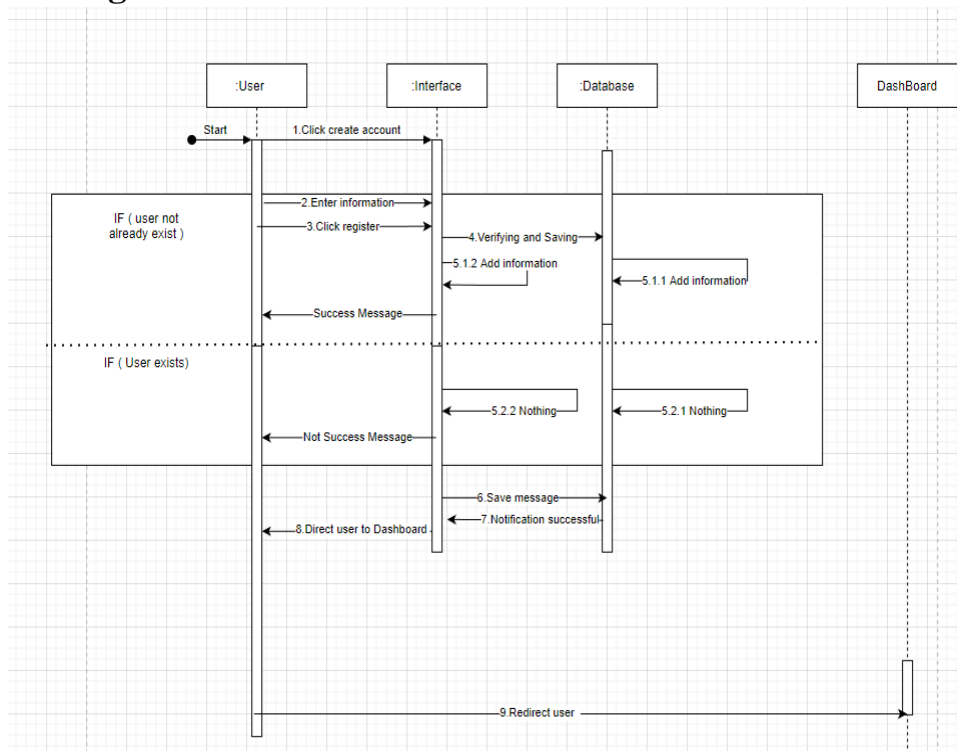 :User
:Interface
:Database
DashBoard
Start
1.Click create account
IF ( user not
already exist )
2.Enter information
3.Click register
4.Verifying and Saving
5.1.2 Add information
5.1.1 Add information
Success Message
IF ( User exists)
5.2.2 Nothing
5.2.1 Nothing
Not Success Message
6.Save message
7.Notification successful
8.Direct user to Dashboard
9.Redirect user